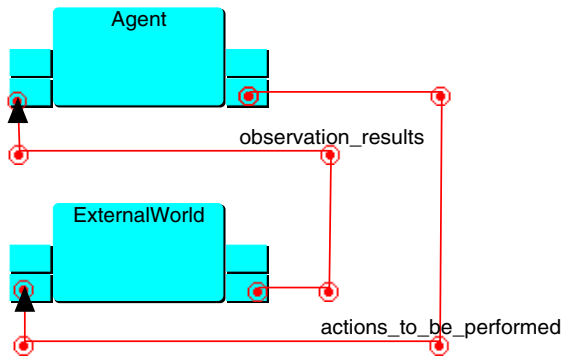 Agent
observation_results
ExternalWorld
actions_to_be_performed